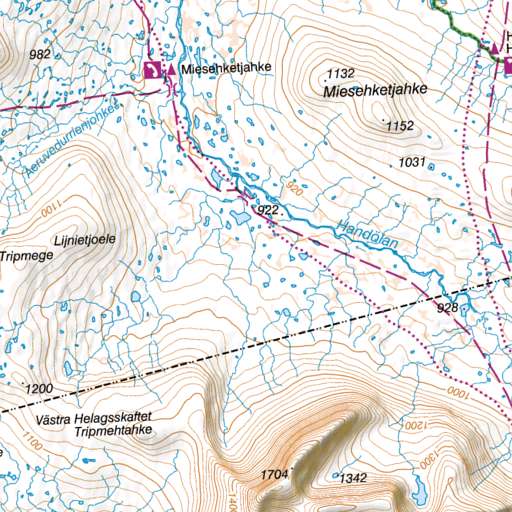 982
Miesehketjahke
1132
Miesehketjahke
1152
1031
Aeruvedurrienjohke
920
1100
922
Handölan
Lijnietjoele
Tripmege
928
1200
1000
Västra Helagsskaftet
Tripmehtahke
1100
1200
1300
1704
1342
1400